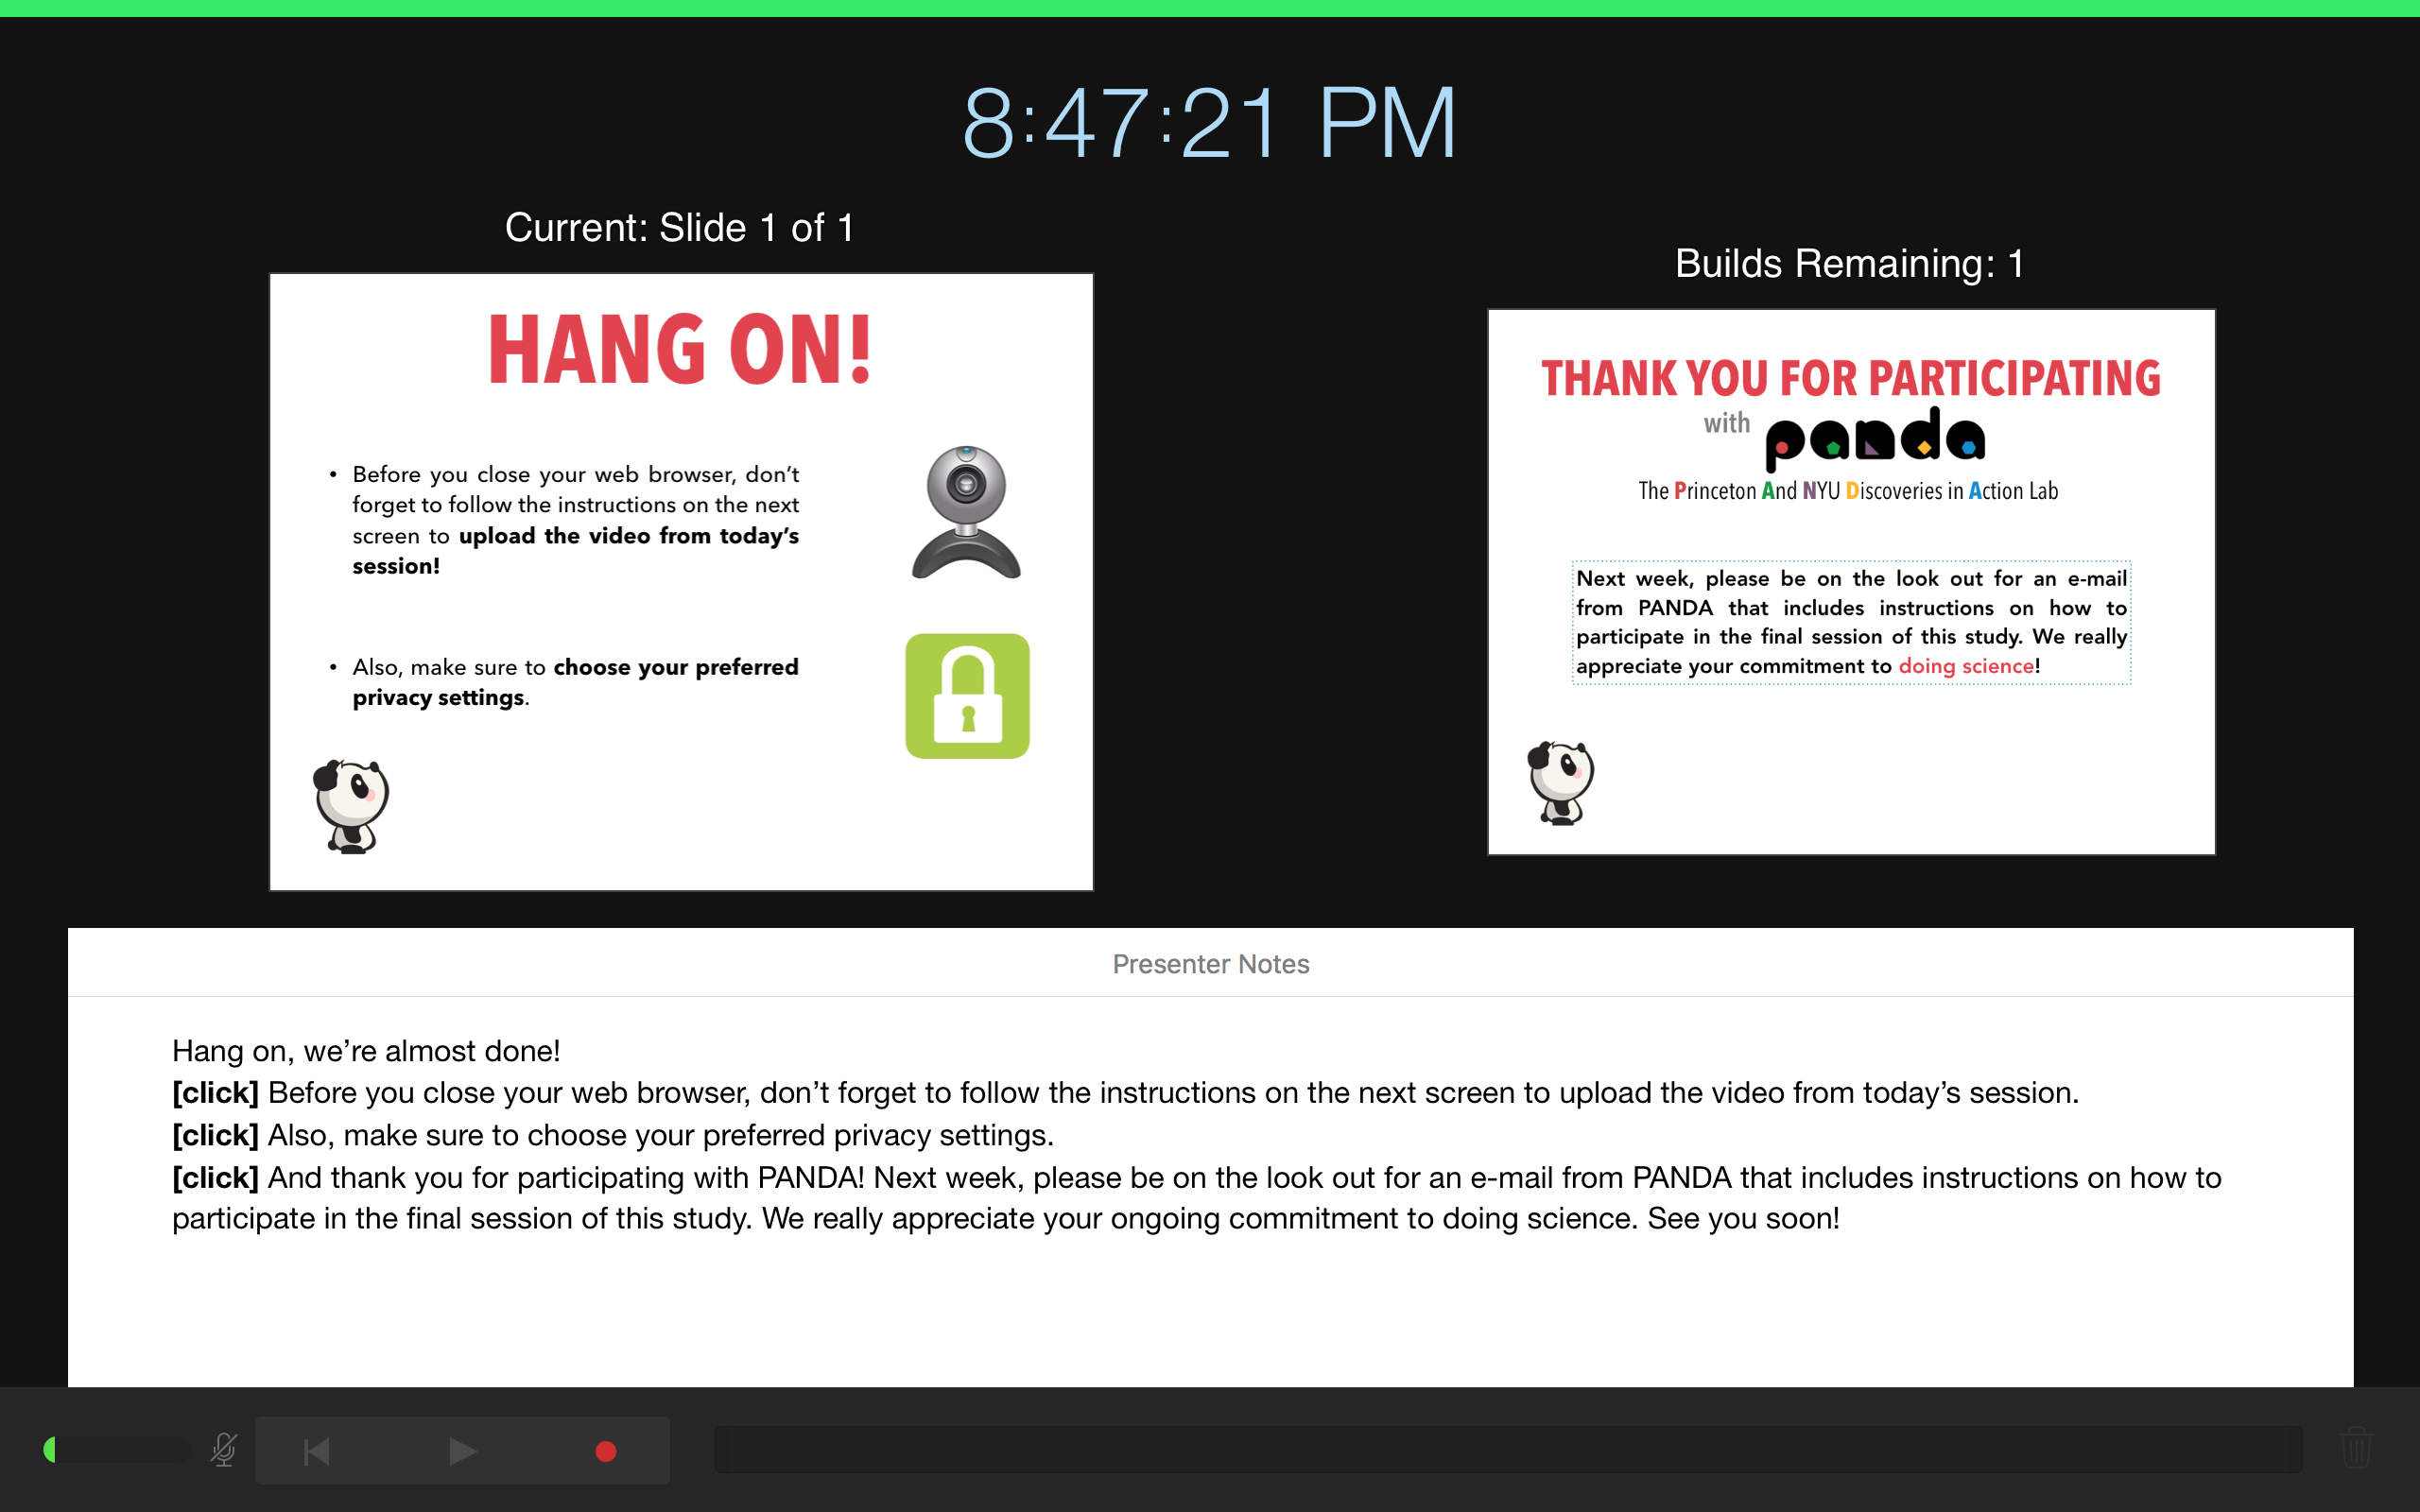 8:47:21 PM
Current: Slide 1 of 1
HANG ON!
• Before you close your web browser, don’t
forget to follow the instructions on the next
screen to upload the video from today’s
session!
• Also, make sure to choose your preferred
privacy settings.
Builds Remaining: 1
THANK YOU FOR PARTICIPATING
with panda
The Princeton And NYU Discoveries in Action Lab
Next week, please be on the look out for an e-mail
from PANDA that includes instructions on how to
participate in the final session of this study. We really
appreciate your commitment to doing science!
Presenter Notes
Hang on, we’re almost done!
[click] Before you close your web browser, don’t forget to follow the instructions on the next screen to upload the video from today’s session.
[click] Also, make sure to choose your preferred privacy settings.
[click] And thank you for participating with PANDA! Next week, please be on the look out for an e-mail from PANDA that includes instructions on how to
participate in the final session of this study. We really appreciate your ongoing commitment to doing science. See you soon!